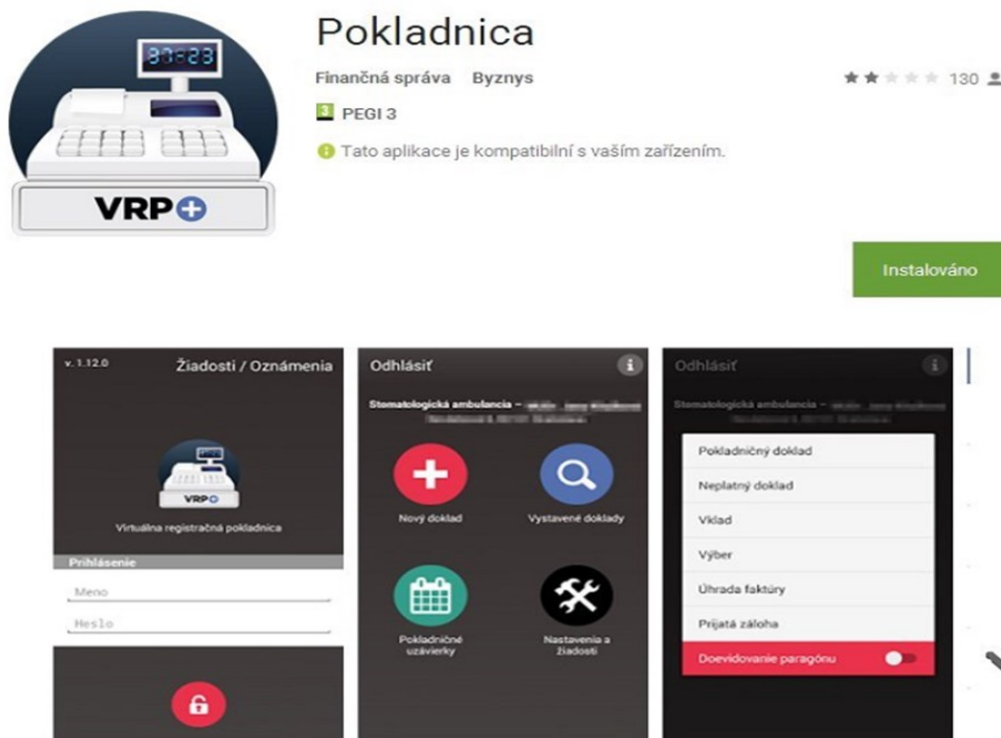 Pokladnica
Finančná správa Byznys
130
3 PEGI 3
Tato aplikace je kompatibilní s vaším zařízením.
Instalováno
37-23
VRP+
v. 1.12.0 Žiadosti / Oznámenia
VRP
Virtuálna registračná pokladnica
Prihlásenie
Meno
Heslo
Odhlásiť
Stomatologická ambulancia –
Nový doklad
Vystavené doklady
Pokladničné
uzávierky
Nastavenia a
žiadosti
Odhlásiť
Stomatologická ambulancia –
Pokladničný doklad
Neplatný doklad
Vklad
Výber
Úhrada faktúry
Prijatá záloha
Doevidovanie paragónu